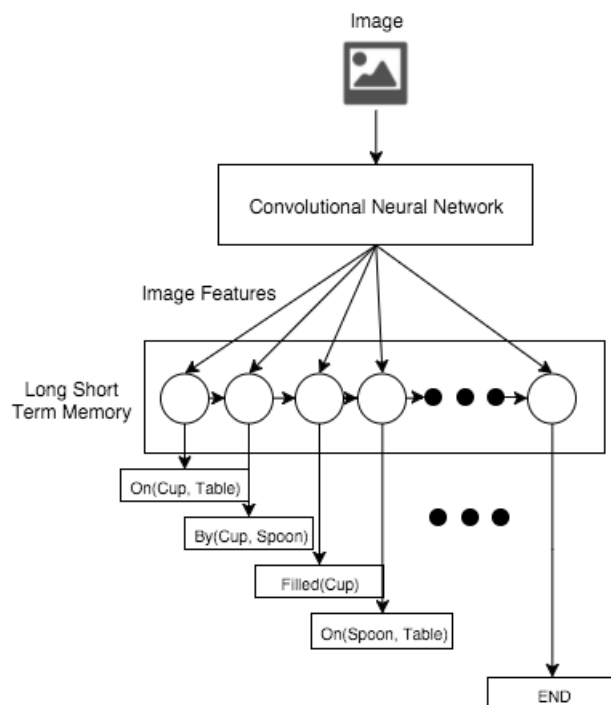 Image
Convolutional Neural Network
Image Features
Long Short
Term Memory
On(Cup, Table)
By(Cup, Spoon)
Filled(Cup)
On(Spoon, Table)
END